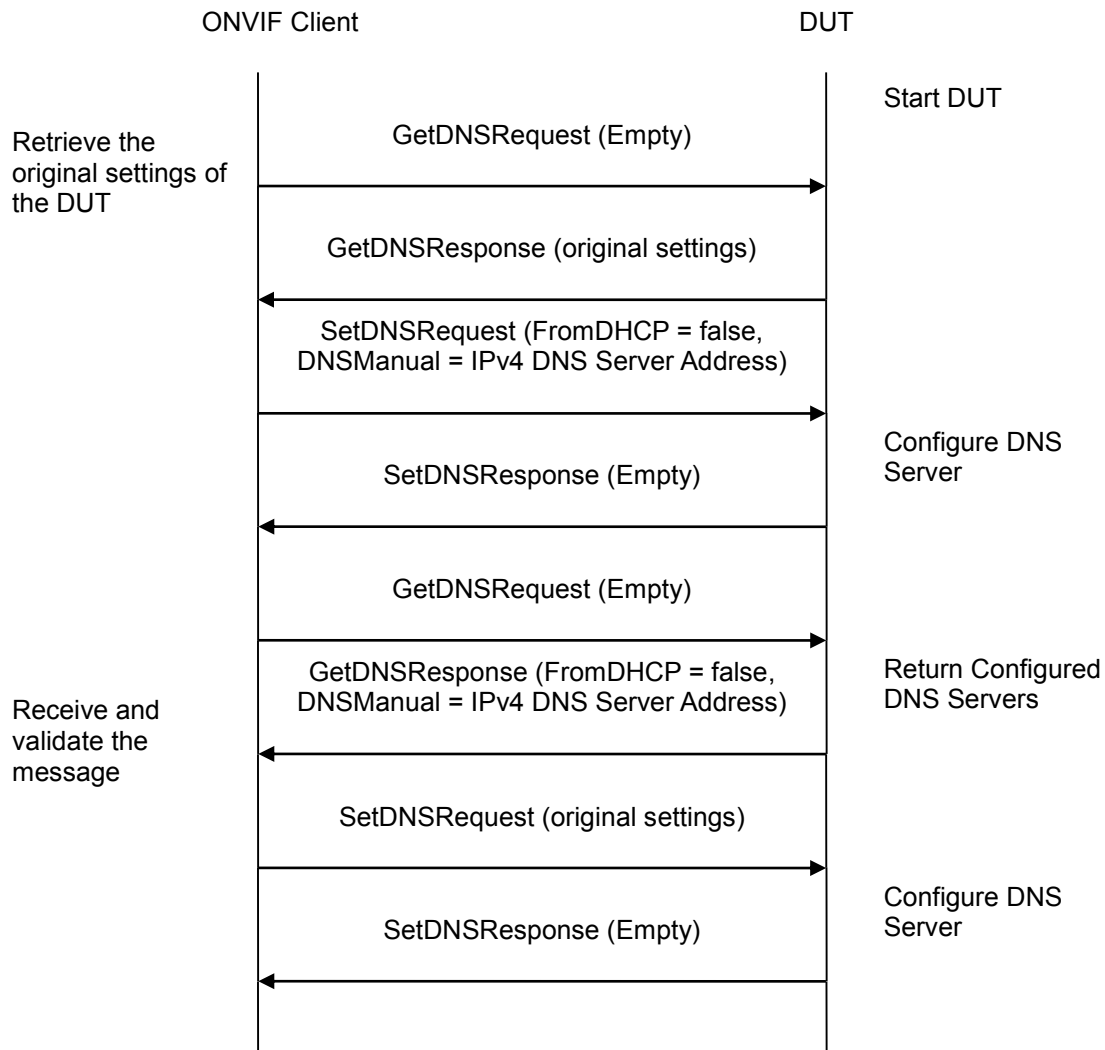 ONVIF Client
DUT
Start DUT
Retrieve the
original settings of
the DUT
GetDNSRequest (Empty)
GetDNSResponse (original settings)
SetDNSRequest (FromDHCP = false,
DNSManual = IPv4 DNS Server Address)
Configure DNS
Server
SetDNSResponse (Empty)
GetDNSRequest (Empty)
GetDNSResponse (FromDHCP = false,
DNSManual = IPv4 DNS Server Address)
Return Configured
DNS Servers
Receive and
validate the
message
SetDNSRequest (original settings)
Configure DNS
Server
SetDNSResponse (Empty)